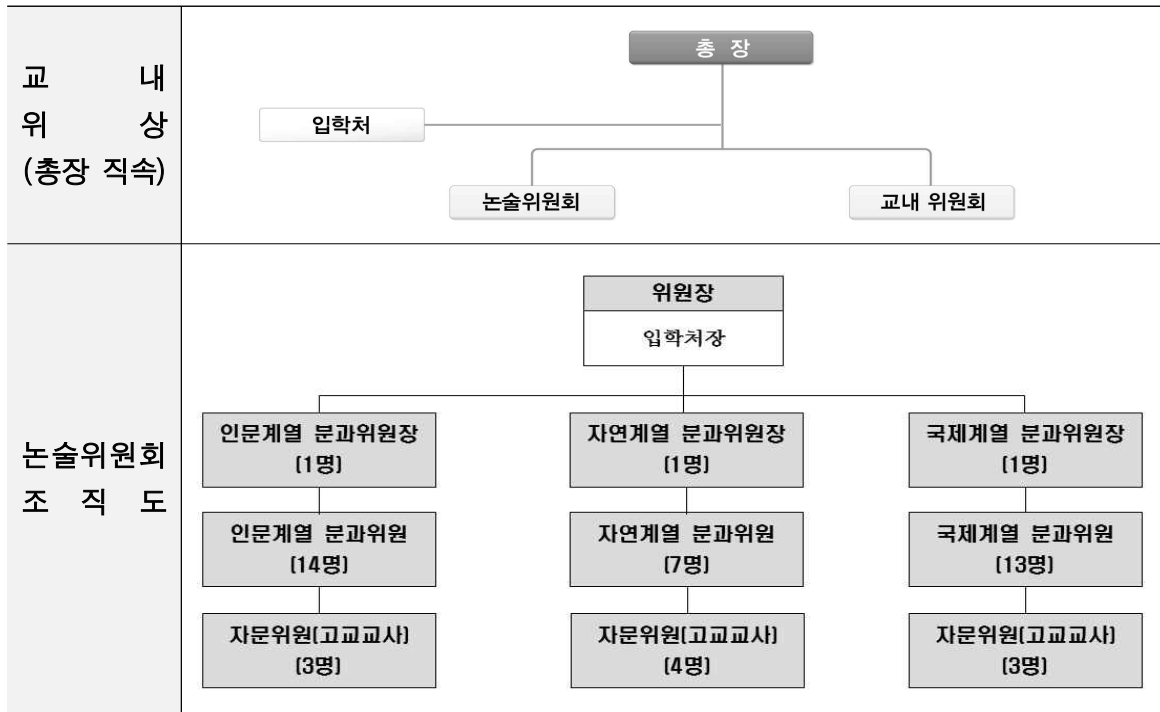 교 내
위 상
(총장 직속)
총 장
입학처
논술위원회
교내 위원회
논술위원회
조 직 도
위원장
입학처장
인문계열 분과위원장
(1명)
자연계열 분과위원장
(1명)
국제계열 분과위원장
(1명)
인문계열 분과위원
(14명)
자연계열 분과위원
(7명)
국제계열 분과위원
(13명)
자문위원(고교교사)
(3명)
자문위원(고교교사)
(4명)
자문위원(고교교사)
(3명)